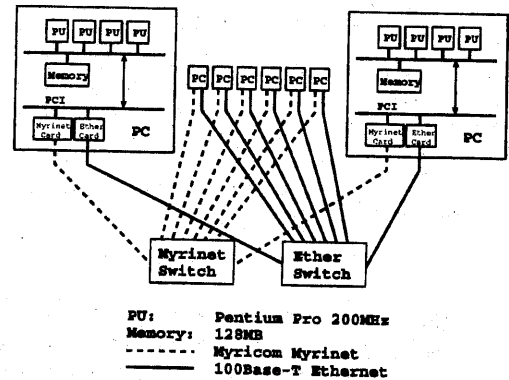 PU PU PU PU
Memory
PCI
Myrinet Card
Ether Card
PC
PC PC PC PC PC PC
PU PU PU PU
Memory
PCI
Myrinet Card
Ether Card
PC
Myrinet Switch
Ether Switch
PU: Pentium Pro 200MHz
Memory: 128MB
Myricom Myrinet
100Base-T Ethernet